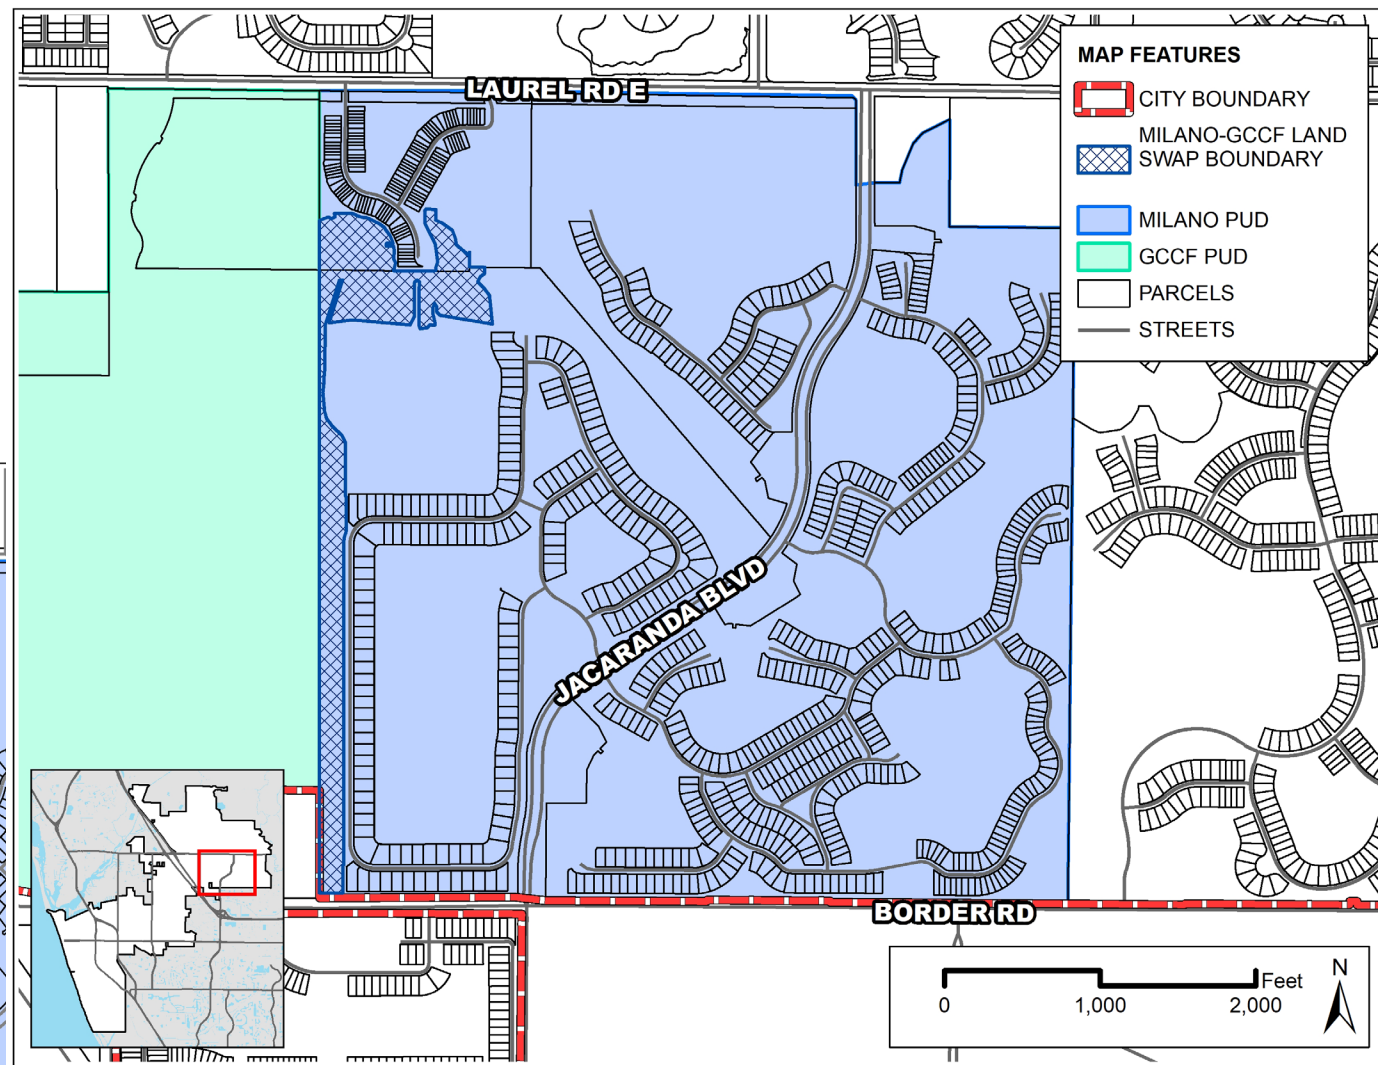 LAUREL RD E
MAP FEATURES
CITY BOUNDARY
MILANO-GCCF LAND
SWAP BOUNDARY
MILANO PUD
GCCF PUD
PARCELS
STREETS
JACARANDA BLVD
BORDER RD
Feet
0 1,000 2,000
N